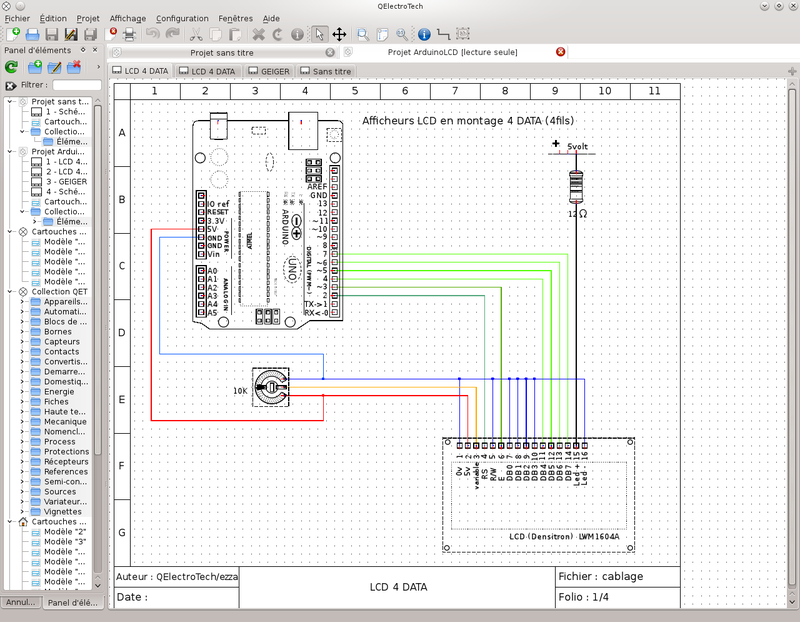 QElectroTech
Fichier Édition Projet Affichage Configuration Fenêtres Aide
Panel d'éléments
Projet sans titre
Projet ArduinoLCD [lecture seule]
LCD 4 DATA
LCD 4 DATA
GEIGER
Sans titre
Filtrer :
Projet sans t...
1 - Sché...
Cartouch...
Collectio...
Éléme...
Projet Ardui...
1 - LCD 4...
2 - LCD 4...
3 - GEIGER
4 - Sché...
Cartouch...
Collectio...
Éléme...
Cartouches ...
Modèle "...
Modèle "...
Modèle "...
Modèle "...
Modèle "...
Collection QET
Appareils...
Automati...
Blocs de ...
Bornes
Capteurs
Contacts
Convertis...
Demarre...
Domestiq...
Energie
Fiches
Haute te...
Mecanique
Nomencl...
Process
Protections
Récepteurs
References
Semi-con...
Sources
Variateur...
Vignettes
Cartouches ...
Modèle "2"
Modèle "3"
Modèle "...
Modèle "...
Modèle "...
Modèle "...
Annul...
Panel d'élé...
1 2 3 4 5 6 7 8 9 10 11
A
B
C
D
E
F
G
Afficheurs LCD en montage 4 DATA (4fils)
+
5volt
12Ω
IO ref
RESET
3.3V
5V
GND
GND
Vin
POWER
A0
A1
A2
A3
A4
A5
ANALOG IN
ARDUINO
UNO
AREF
GND
13
12
~11
~10
~9
8
7
~6
~5
4
~3
2
TX->1
RX<-0
DIGITAL (PWM~)
10K
1 2 3 4 5 6 7 8 9 10 11 12 13 14 15 16
0v
5v
variable
RS
R/W
E
DB0
DB1
DB2
DB3
DB4
DB5
DB6
DB7
Led +
Led -
LCD (Densitron) LWM1604A
Auteur : QElectroTech/ezza
Date :
LCD 4 DATA
Fichier : cablage
Folio : 1/4